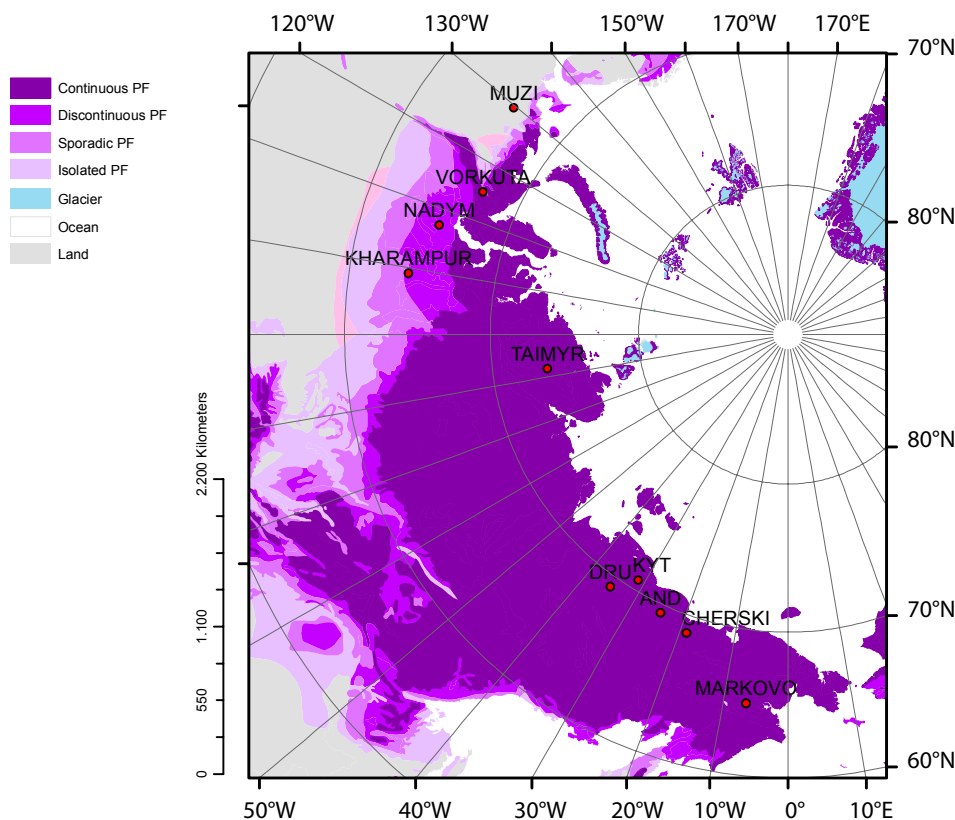 120°W 130°W 150°W 170°W 170°E
70°N
Continuous PF
Discontinuous PF
Sporadic PF
Isolated PF
Glacier
Ocean
Land
MUZI
VORKUTA
NADYM
80°N
KHARAMPUR
TAIMYR
2,200 Kilometers
80°N
DRU KYT
AND
CHERSKI
70°N
1,100
MARKOVO
550
60°N
0
50°W 40°W 30°W 20°W 10°W 0° 10°E